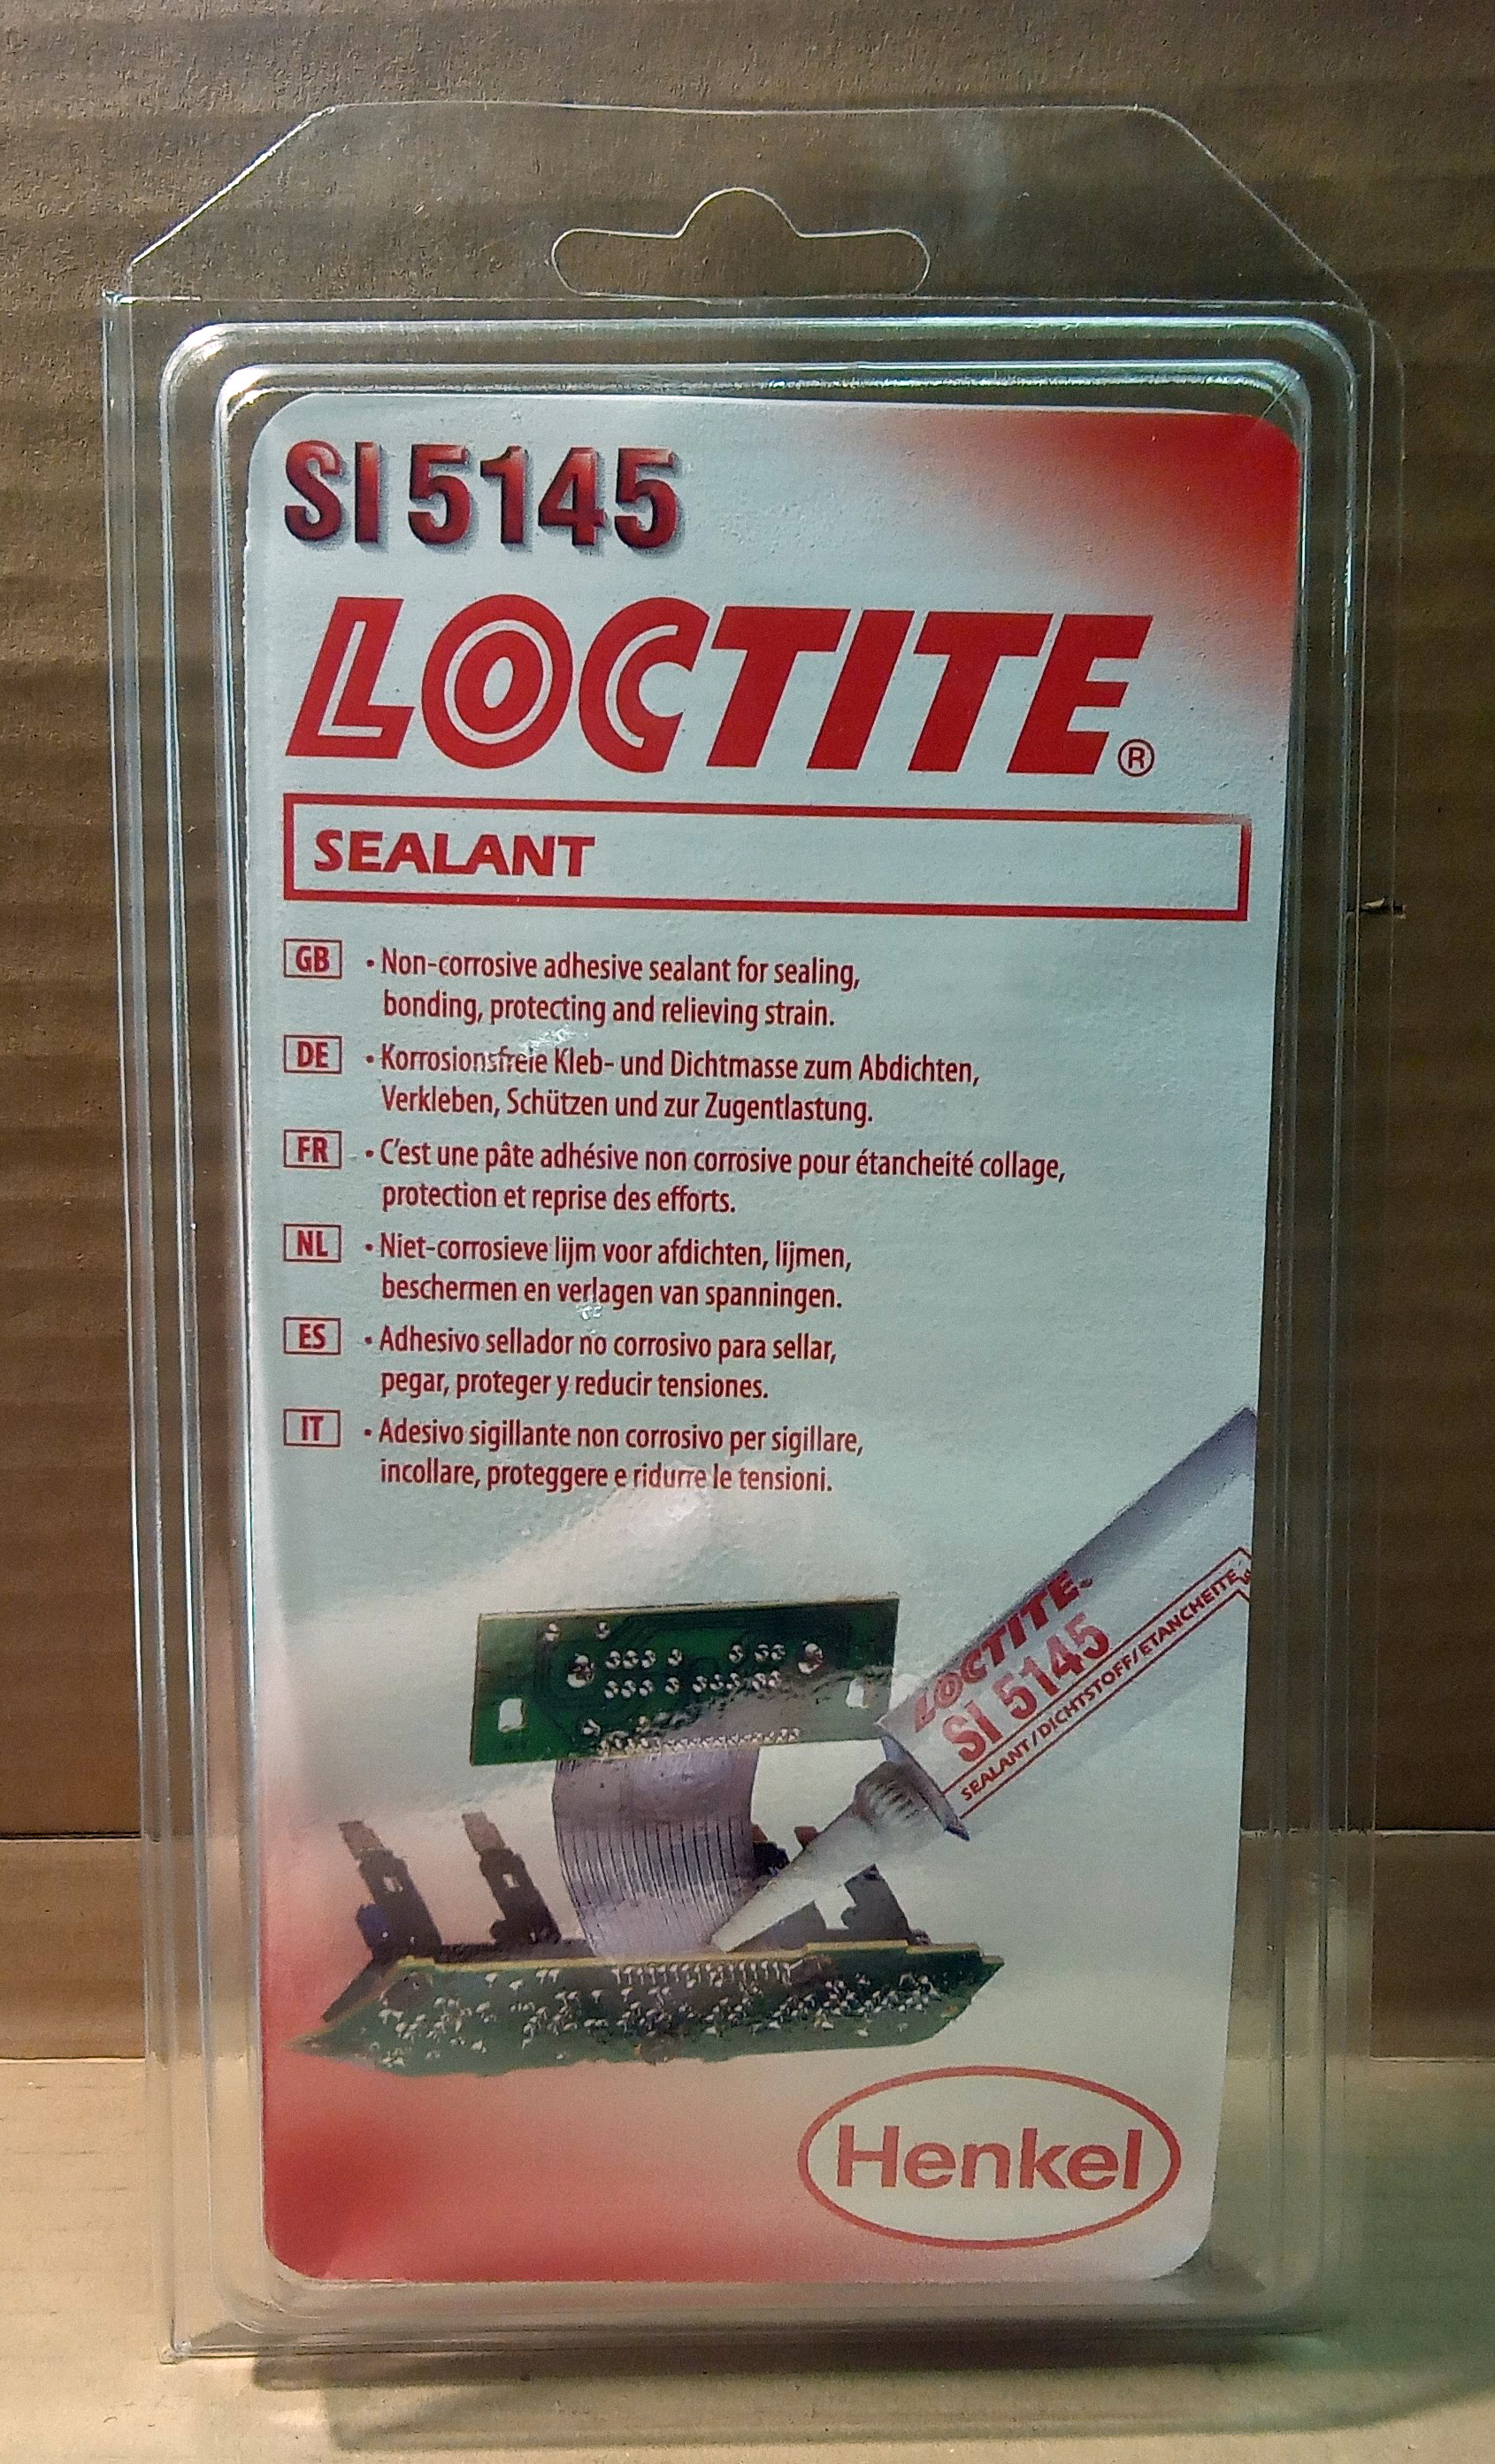 SI 5145
LOCTITE®
SEALANT
GB • Non-corrosive adhesive sealant for sealing,
bonding, protecting and relieving strain.
DE • Korrosionsfreie Kleb- und Dichtmasse zum Abdichten,
Verkleben, Schützen und zur Zugentlastung.
FR • C'est une pâte adhésive non corrosive pour étancheité collage,
protection et reprise des efforts.
NL • Niet-corrosieve lijm voor afdichten, lijmen,
beschermen en verlagen van spanningen.
ES • Adhesivo sellador no corrosivo para sellar,
pegar, proteger y reducir tensiones.
IT • Adesivo sigillante non corrosivo per sigillare,
incollare, proteggere e ridurre le tensioni.
LOCTITE
SI 5145
SEALANT/DICHTSTOFF/ETANCHEITE
Henkel